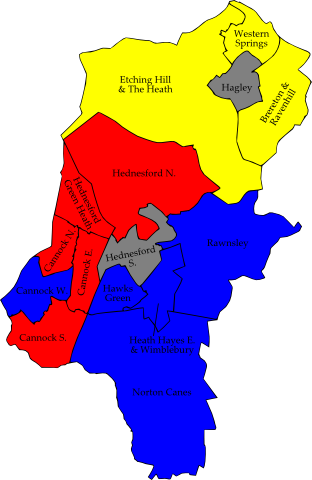 Western
Springs
Etching Hill
& The Heath
Hagley
Brereton &
Ravenhill
Hednesford N.
Hednesford
Green Heath
Cannock N.
Rawnsley
Hednesford
S.
Cannock E.
Cannock W.
Hawks
Green
Cannock S.
Heath Hayes E.
& Wimblebury
Norton Canes